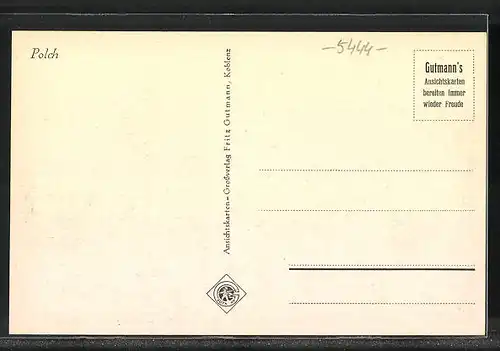 Polch
-5444-
Gutmann's
Ansichtskarten
bereiten immer
wieder Freude
Ansichtskarten-Großverlag Fritz Gutmann, Koblenz